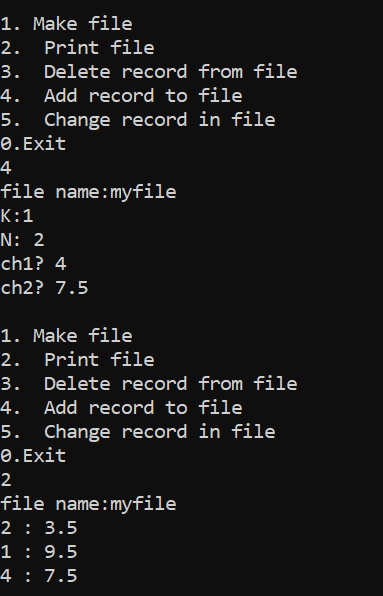 1. Make file
2.  Print file
3.  Delete record from file
4.  Add record to file
5.  Change record in file
0.Exit
4
file name:myfile
K:1
N: 2
ch1? 4
ch2? 7.5

1. Make file
2.  Print file
3.  Delete record from file
4.  Add record to file
5.  Change record in file
0.Exit
2
file name:myfile
2 : 3.5
1 : 9.5
4 : 7.5